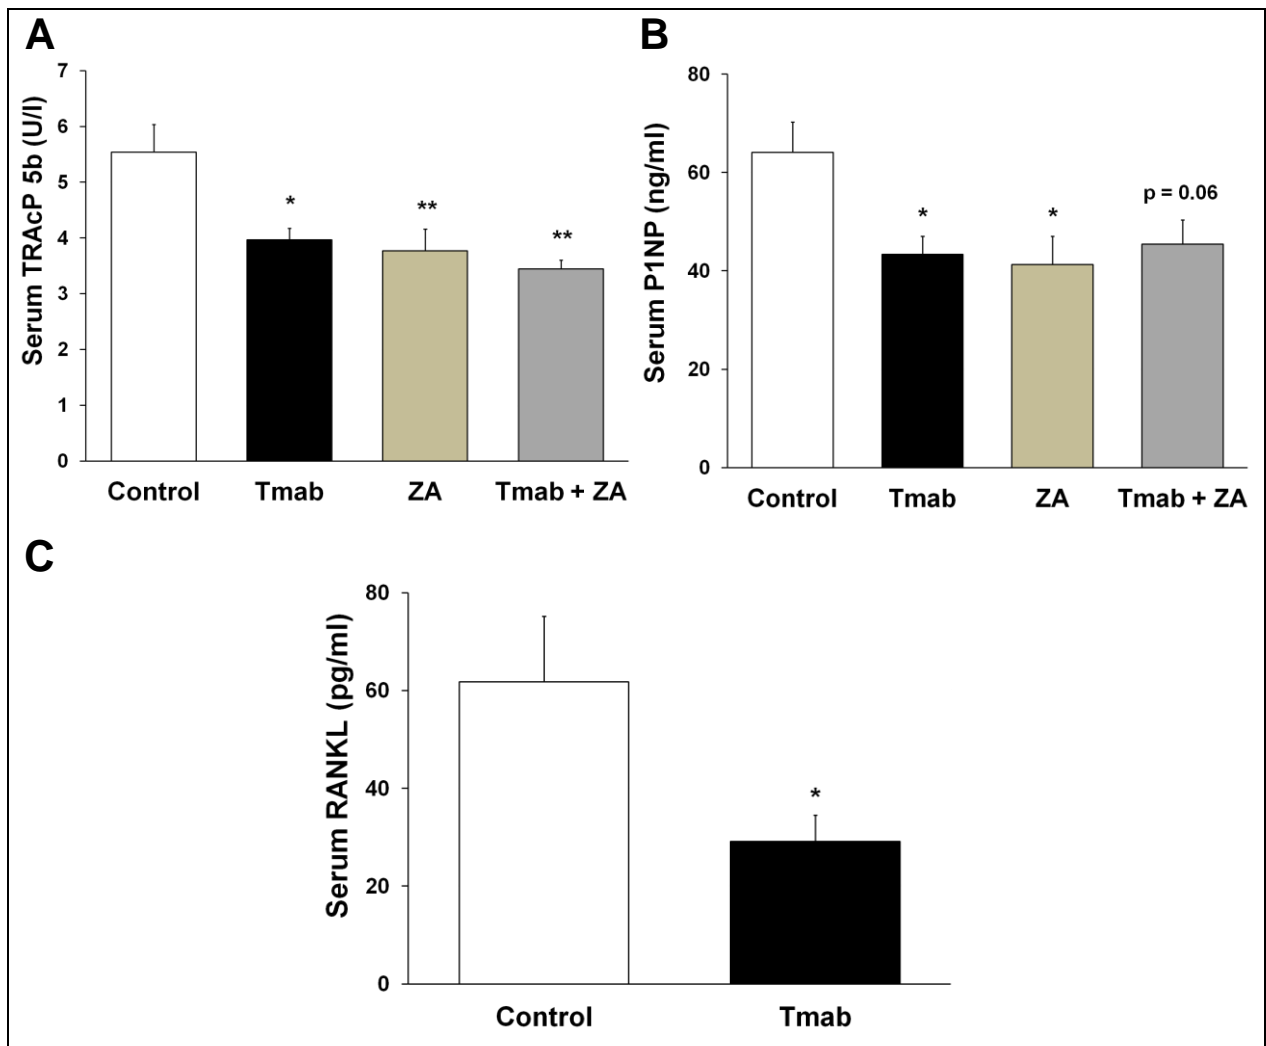 A
Serum TRAcP 5b (U/l)
7
6
5
4
3
2
1
0
*
**
**
Control Tmab ZA Tmab + ZA
B
Serum P1NP (ng/ml)
80
60
40
20
0
*
*
p = 0.06
Control Tmab ZA Tmab + ZA
C
Serum RANKL (pg/ml)
80
60
40
20
0
*
Control Tmab